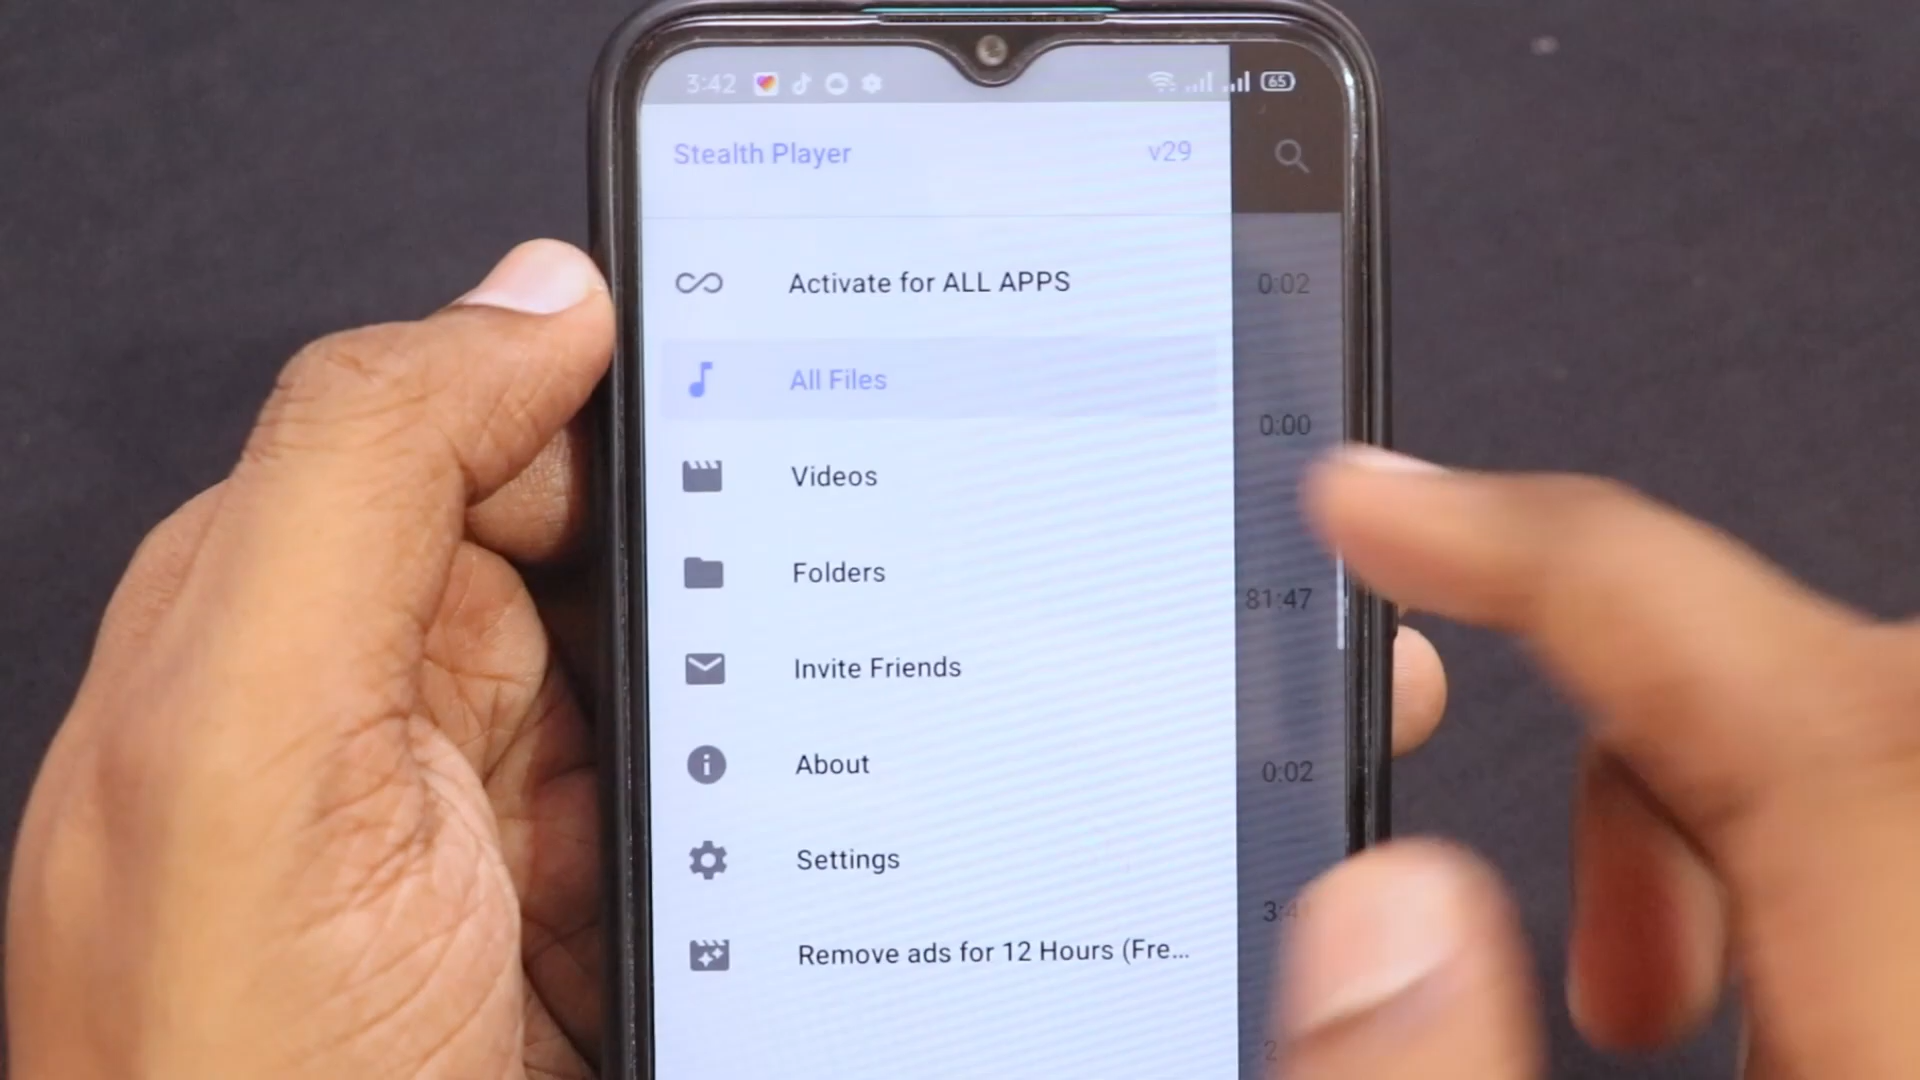 3:42
65
Stealth Player v29
Activate for ALL APPS
0:02
All Files
0:00
Videos
Folders
81:47
Invite Friends
About
0:02
Settings
Remove ads for 12 Hours (Fre...